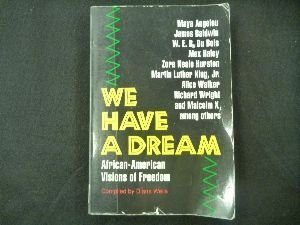 Maya Angelou
James Baldwin
W. E. B. Du Bois
Alex Haley
Zora Neale Hurston
Martin Luther King, Jr.
Alice Walker
Richard Wright
and Malcolm X,
among others
WE
HAVE
A DREAM
African-American
Visions of Freedom
Compiled by Diana Wells